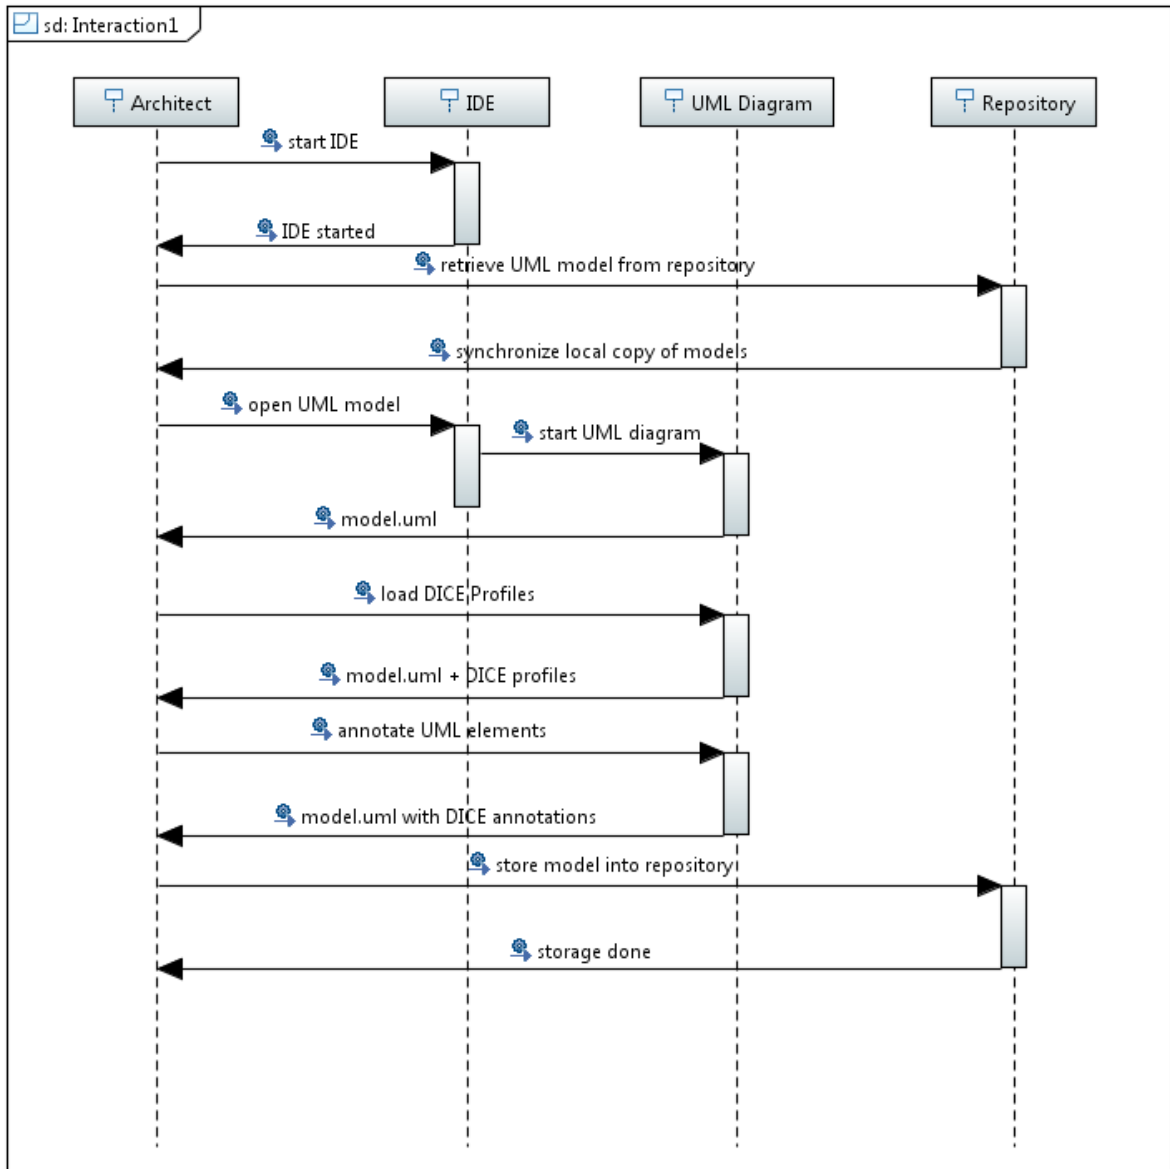 sd: Interaction1
Architect
IDE
UML Diagram
Repository
start IDE
IDE started
retrieve UML model from repository
synchronize local copy of models
open UML model
start UML diagram
model.uml
load DICE Profiles
model.uml + DICE profiles
annotate UML elements
model.uml with DICE annotations
store model into repository
storage done